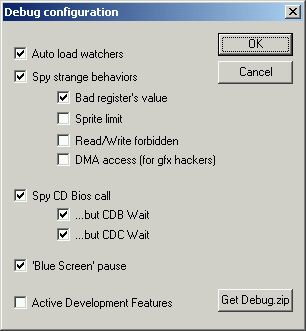 Debug configuration
OK
Auto load watchers
Cancel
Spy strange behaviors
Bad register's value
Sprite limit
Read/Write forbidden
DMA access (for gfx hackers)
Spy CD Bios call
...but CDB Wait
...but CDC Wait
'Blue Screen' pause
Active Development Features
Get Debug.zip